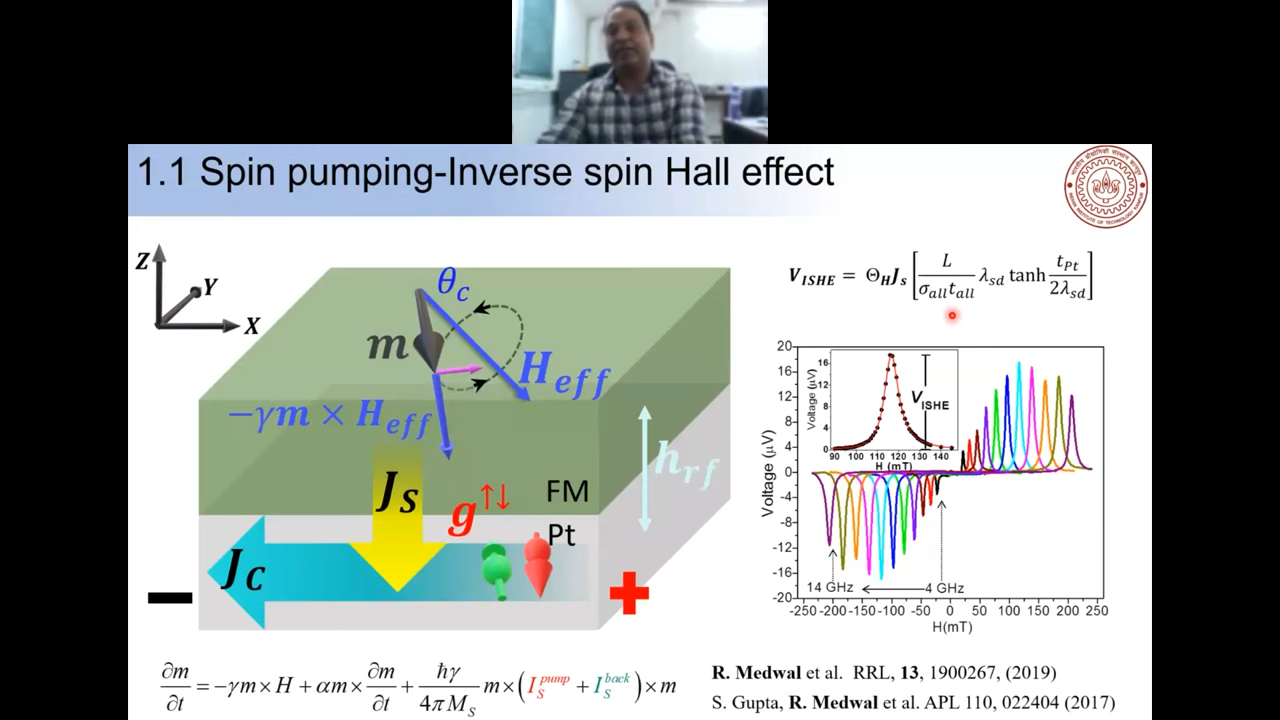 1.1 Spin pumping-Inverse spin Hall effect
Z
Y
X
θc
m
Heff
−γm × Heff
hrf
JS
g↑↓
FM
Pt
JC
−
+
VISHE = ΘHJs [ L / σall tall λsd tanh tPt / 2λsd ]
Voltage (µV)
20
16
12
8
4
0
-4
-8
-12
-16
-20
-250 -200 -150 -100 -50 0 50 100 150 200 250
H(mT)
14 GHz
4 GHz
Voltage (µV)
16
12
8
4
0
90 100 110 120 130 140
H (mT)
VISHE
∂m/∂t = −γm × H + αm × ∂m/∂t + ħγ/4πMS m × (ISpump + ISback) × m
R. Medwal et al. RRL, 13, 1900267, (2019)
S. Gupta, R. Medwal et al. APL 110, 022404 (2017)